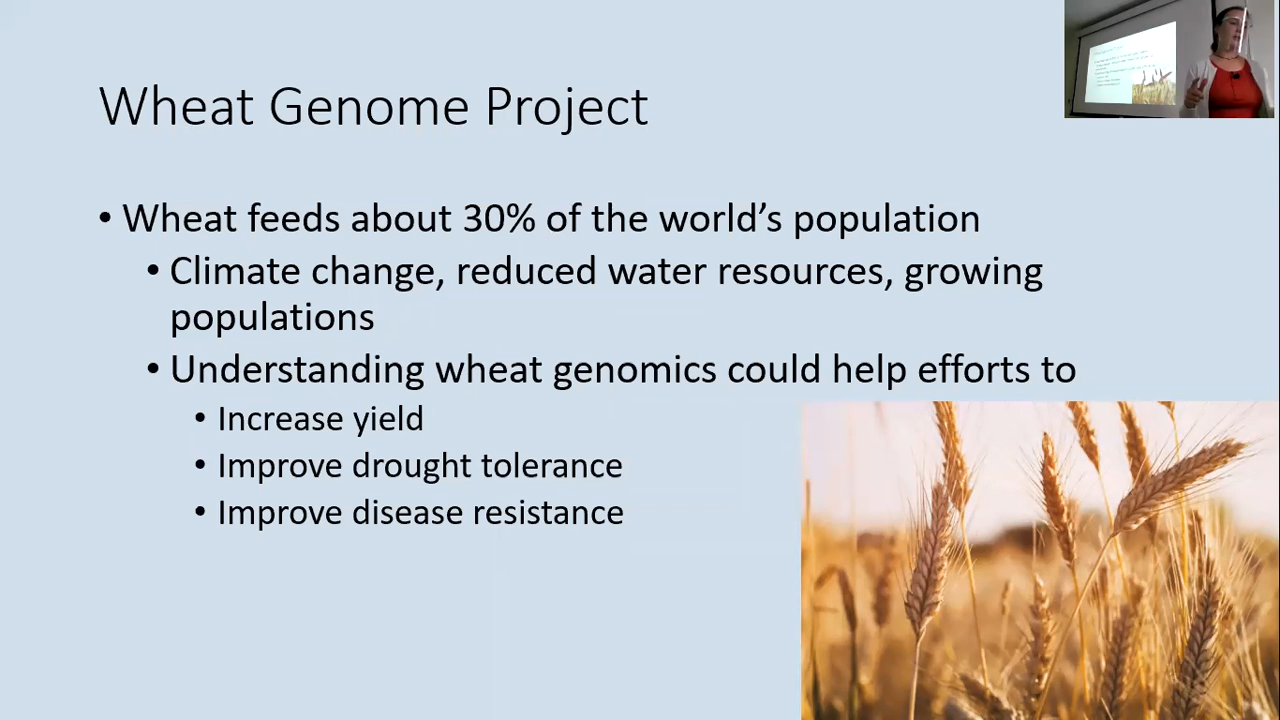 Wheat Genome Project
• Wheat feeds about 30% of the world’s population
• Climate change, reduced water resources, growing
populations
• Understanding wheat genomics could help efforts to
• Increase yield
• Improve drought tolerance
• Improve disease resistance